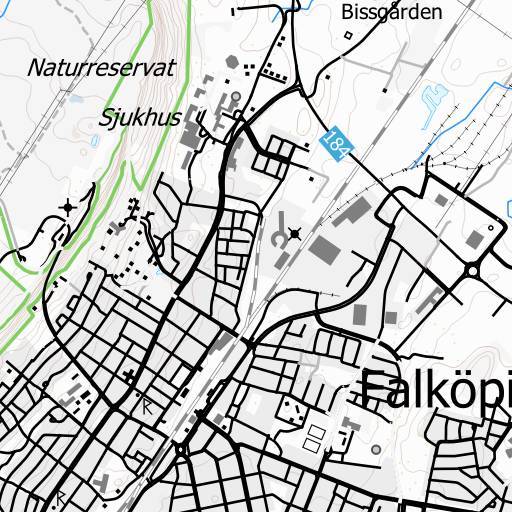 Bissgården
Naturreservat
Sjukhus
184
Falköpi
R
R